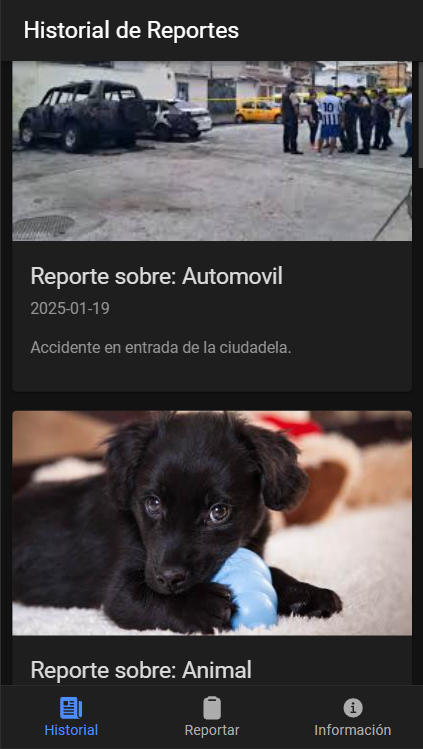 Historial de Reportes
10
Reporte sobre: Automovil
2025-01-19
Accidente en entrada de la ciudadela.
Reporte sobre: Animal
Historial
Reportar
Información